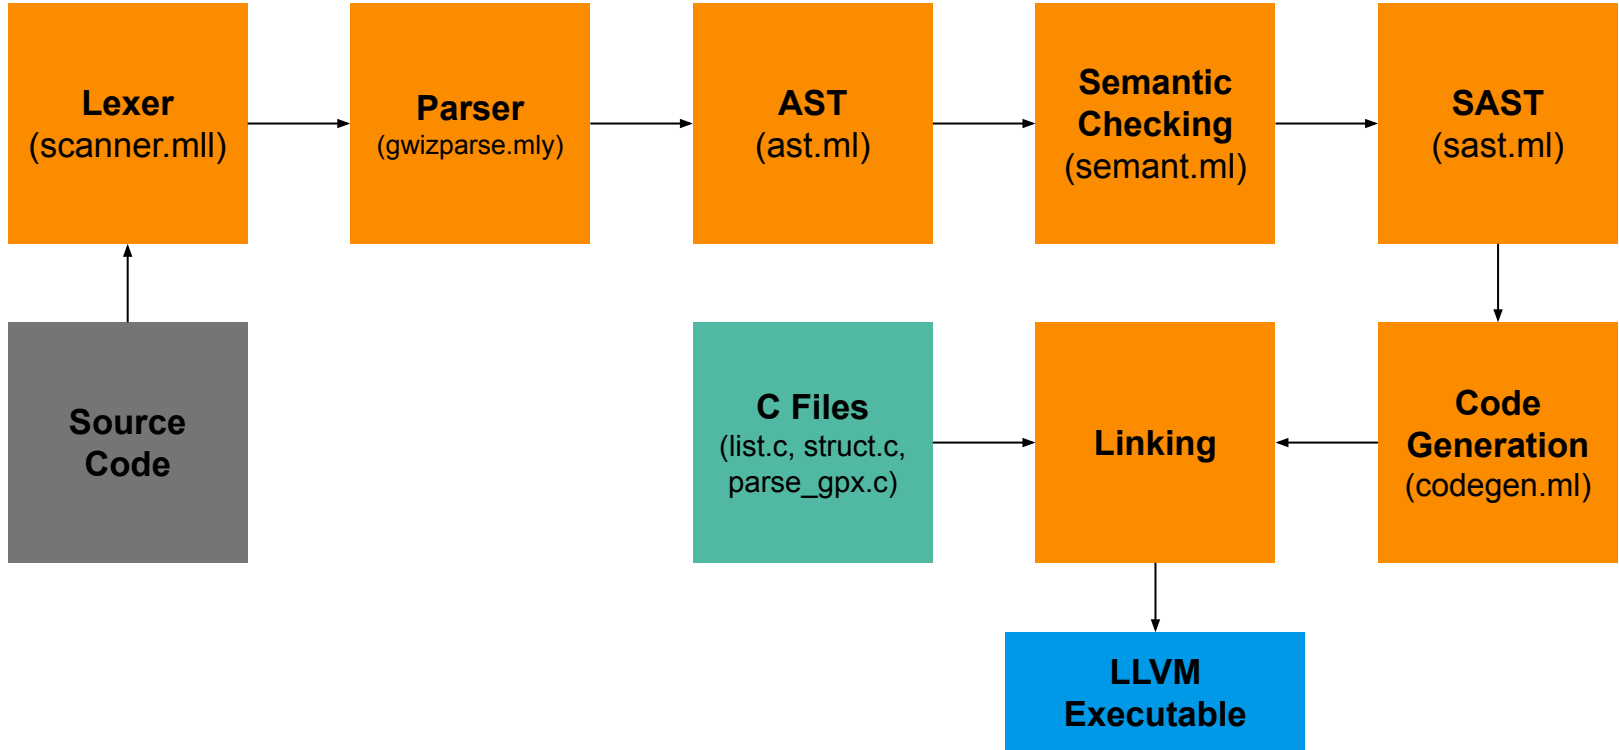 Lexer
(scanner.mll)
Parser
(gwizparse.mly)
AST
(ast.ml)
Semantic
Checking
(semant.ml)
SAST
(sast.ml)
Source
Code
C Files
(list.c, struct.c,
parse_gpx.c)
Linking
Code
Generation
(codegen.ml)
LLVM
Executable